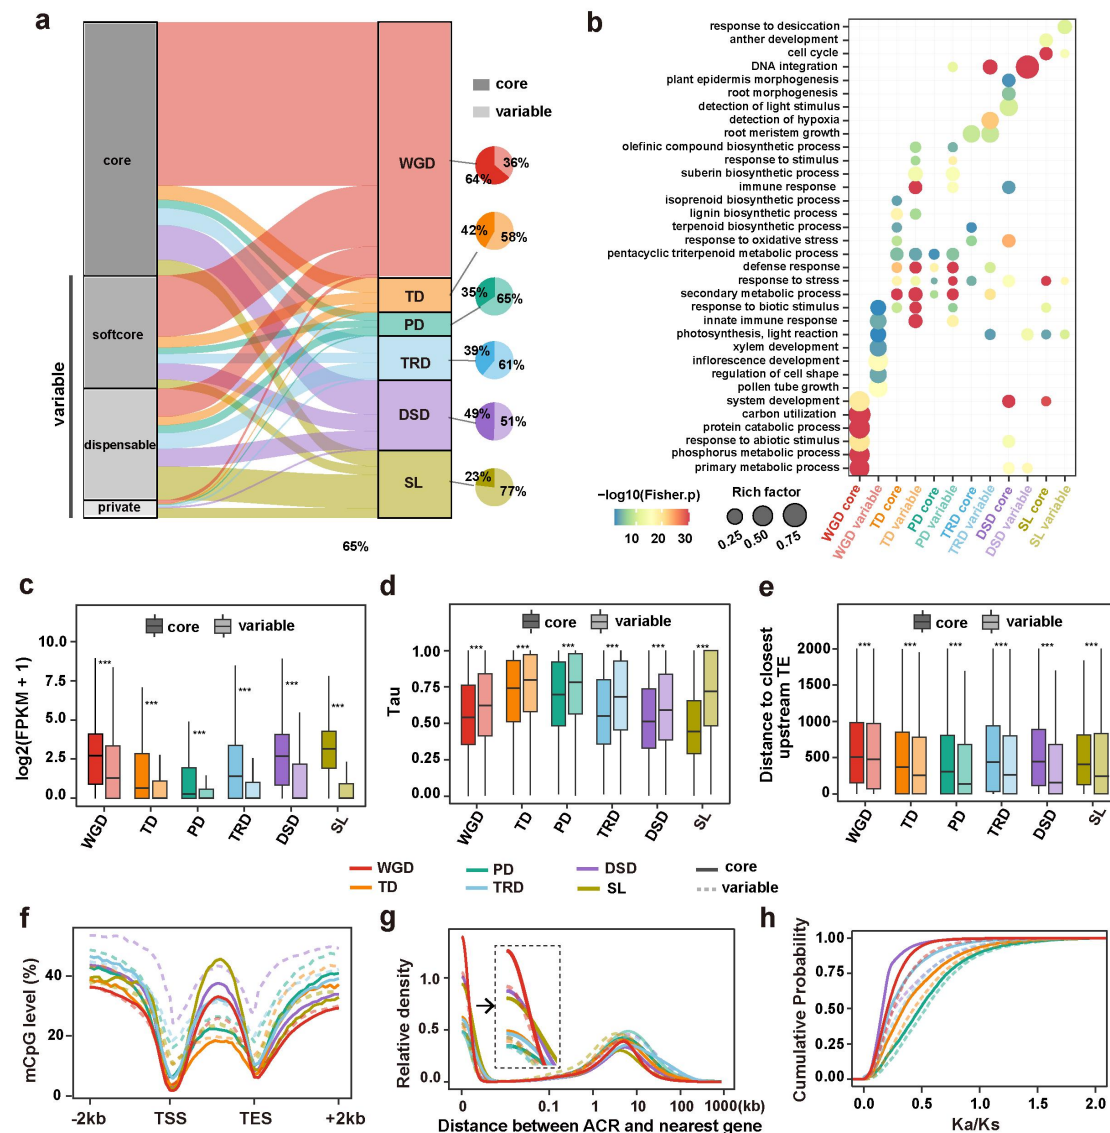 a
core
softcore
dispensable
private
variable
WGD
TD
PD
TRD
DSD
SL
core
variable
36%
64%
42%
58%
35%
65%
39%
61%
49%
51%
23%
77%
65%
b
response to desiccation
anther development
cell cycle
DNA integration
plant epidermis morphogenesis
root morphogenesis
detection of light stimulus
detection of hypoxia
root meristem growth
olefinic compound biosynthetic process
response to stimulus
suberin biosynthetic process
immune response
isoprenoid biosynthetic process
lignin biosynthetic process
terpenoid biosynthetic process
response to oxidative stress
pentacyclic triterpenoid metabolic process
defense response
response to stress
secondary metabolic process
response to biotic stimulus
innate immune response
photosynthesis, light reaction
xylem development
inflorescence development
regulation of cell shape
pollen tube growth
system development
carbon utilization
protein catabolic process
response to abiotic stimulus
phosphorus metabolic process
primary metabolic process
WGD core
WGD variable
TD core
TD variable
PD core
PD variable
TRD core
TRD variable
DSD core
DSD variable
SL core
SL variable
−log10(Fisher.p)
10 20 30
Rich factor
0.25 0.50 0.75
c
core variable
log2(FPKM + 1)
10.0
7.5
5.0
2.5
0.0
*** *** *** *** *** ***
WGD TD PD TRD DSD SL
d
core variable
Tau
1.00
0.75
0.50
0.25
0.00
*** *** *** *** *** ***
WGD TD PD TRD DSD SL
e
core variable
Distance to closest
upstream TE
2000
1500
1000
500
0
*** *** *** *** *** ***
WGD TD PD TRD DSD SL
WGD PD DSD core
TD TRD SL variable
f
mCpG level (%)
40
20
0
-2kb TSS TES +2kb
g
Relative density
1.0
0.5
0.0
0 0.1 1 10 100 1000(kb)
Distance between ACR and nearest gene
h
Cumulative Probability
1.00
0.75
0.50
0.25
0.00
0.0 0.5 1.0 1.5 2.0
Ka/Ks